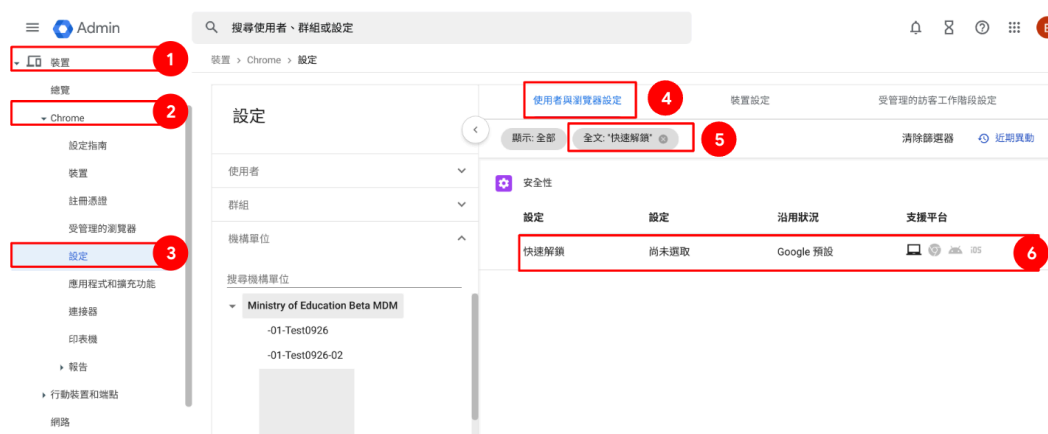 Admin
搜尋使用者、群組或設定
裝置
1
裝置 > Chrome > 設定
總覽
Chrome
2
設定指南
裝置
註冊憑證
受管理的瀏覽器
設定
3
應用程式和擴充功能
連接器
印表機
報告
行動裝置和端點
網路
設定
使用者
群組
機構單位
搜尋機構單位
Ministry of Education Beta MDM
-01-Test0926
-01-Test0926-02
使用者與瀏覽器設定
4
裝置設定
受管理的訪客工作階段設定
顯示: 全部
全文: "快速解鎖"
5
清除篩選器
近期異動
安全性
設定 設定 沿用狀況 支援平台
快速解鎖 尚未選取 Google 預設 iOS
6